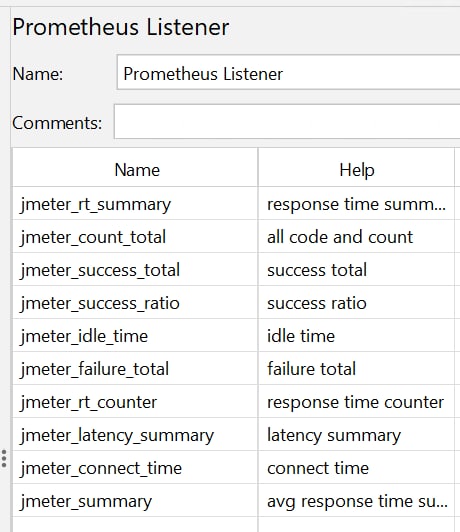 Prometheus Listener
Name: Prometheus Listener
Comments:
Name Help
jmeter_rt_summary response time summ...
jmeter_count_total all code and count
jmeter_success_total success total
jmeter_success_ratio success ratio
jmeter_idle_time idle time
jmeter_failure_total failure total
jmeter_rt_counter response time counter
jmeter_latency_summary latency summary
jmeter_connect_time connect time
jmeter_summary avg response time su...